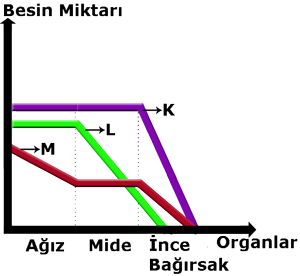 Besin Miktarı
K
L
M
Ağız Mide İnce Bağırsak
Organlar